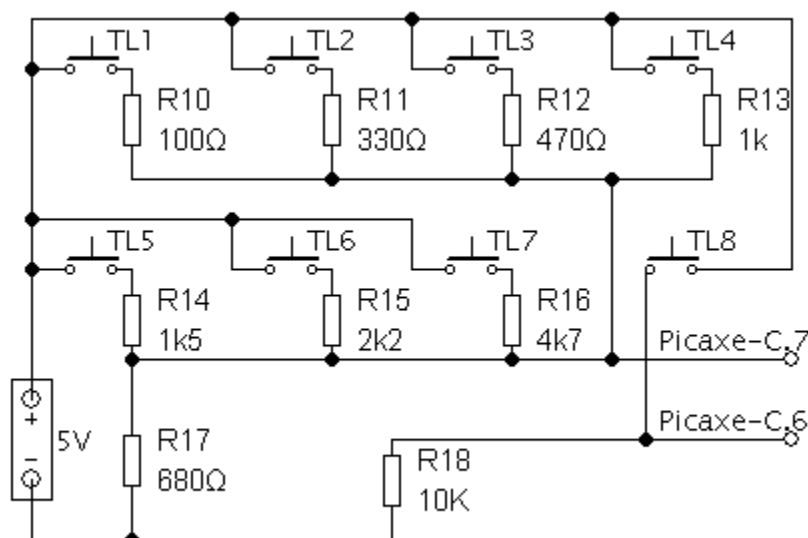 TL1 TL2 TL3 TL4
R10 R11 R12 R13
100Ω 330Ω 470Ω 1k
TL5 TL6 TL7 TL8
R14 R15 R16
1k5 2k2 4k7 Picaxe-C.7
+ Picaxe-C.6
5V R17
- 680Ω R18
10K